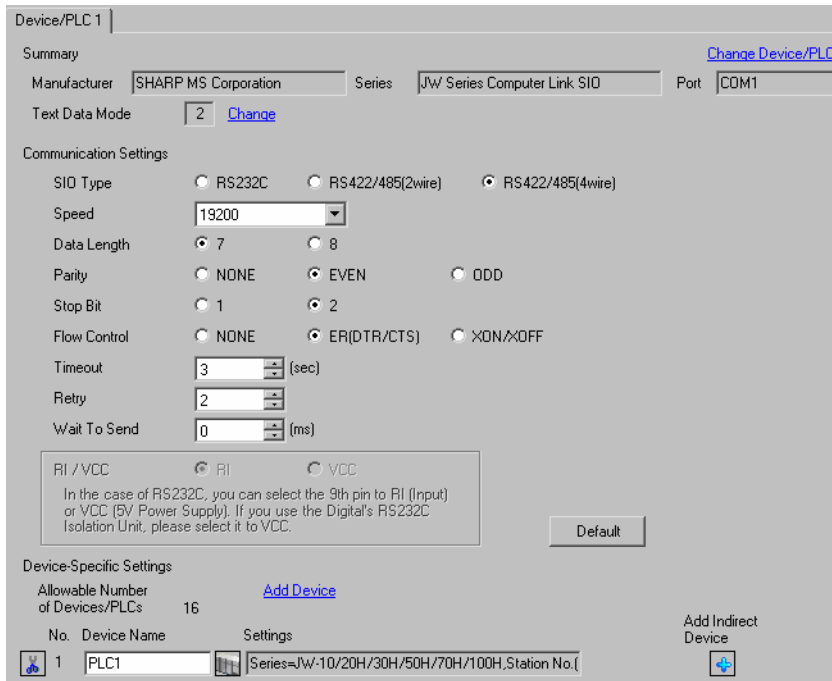 Device/PLC 1
Summary
Change Device/PLC
Manufacturer SHARP MS Corporation Series JW Series Computer Link SIO Port COM1
Text Data Mode 2 Change
Communication Settings
SIO Type RS232C RS422/485(2wire) RS422/485(4wire)
Speed 19200
Data Length 7 8
Parity NONE EVEN ODD
Stop Bit 1 2
Flow Control NONE ER(DTR/CTS) XON/XOFF
Timeout 3 (sec)
Retry 2
Wait To Send 0 (ms)
RI / VCC RI VCC
In the case of RS232C, you can select the 9th pin to RI (Input)
or VCC (5V Power Supply). If you use the Digital's RS232C
Isolation Unit, please select it to VCC.
Default
Device-Specific Settings
Allowable Number Add Device
of Devices/PLCs 16
Add Indirect
Device
No. Device Name Settings
1 PLC1 Series=JW-10/20H/30H/50H/70H/100H,Station No.(